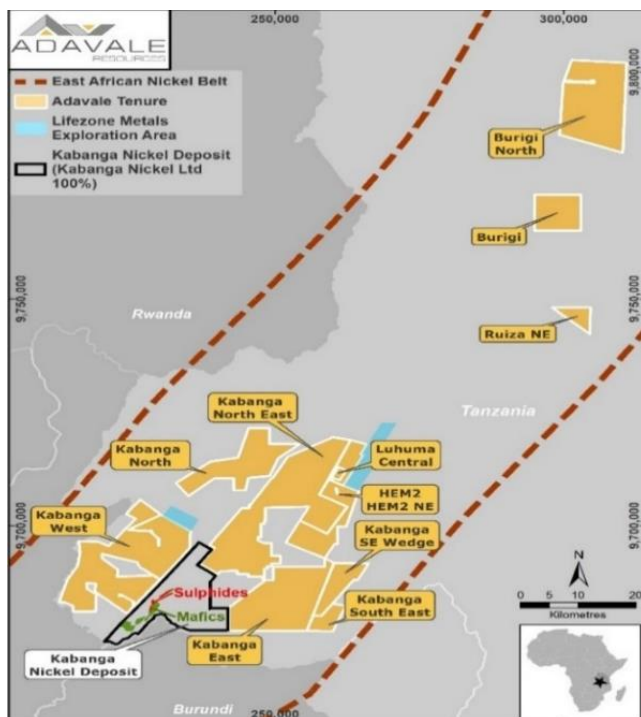 250,000
300,000
ADAVALE
RESOURCES
East African Nickel Belt
Adavale Tenure
Lifezone Metals
Exploration Area
Kabanga Nickel Deposit
(Kabanga Nickel Ltd
100%)
9,800,000
Burigi
North
Burigi
9,750,000
9,750,000
Rwanda
Ruiza NE
Kabanga
North East
Tanzania
Kabanga
North
Luhuma
Central
HEM2
HEM2 NE
Kabanga
West
9,700,000
9,700,000
Kabanga
SE Wedge
N
Sulphides
Mafics
Kabanga
South East
0
10
20
Kilometres
Kabanga
East
Kabanga
Nickel Deposit
Burundi
250,000